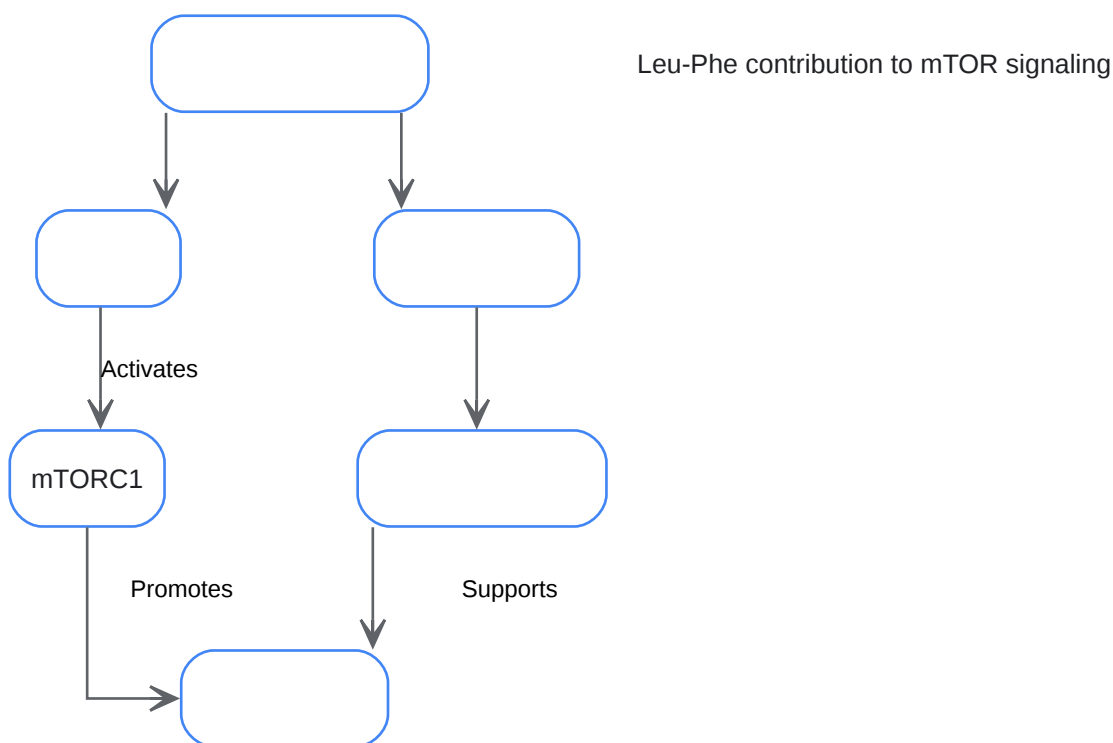 Leu-Phe contribution to mTOR signaling
Activates
mTORC1
Promotes
Supports